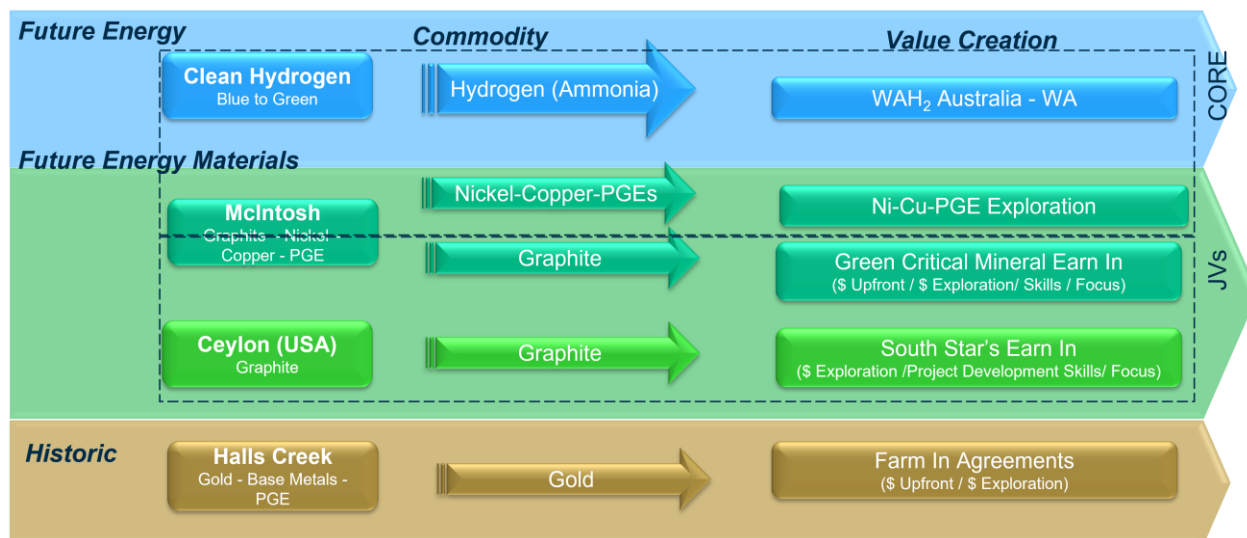 Future Energy
Commodity
Value Creation
Clean Hydrogen
Blue to Green
Hydrogen (Ammonia)
WAH₂ Australia - WA
CORE
Future Energy Materials
McIntosh
Graphite - Nickel -
Copper - PGE
Nickel-Copper-PGEs
Ni-Cu-PGE Exploration
Graphite
Green Critical Mineral Earn In
($ Upfront / $ Exploration/ Skills / Focus)
JVs
Ceylon (USA)
Graphite
Graphite
South Star's Earn In
($ Exploration /Project Development Skills/ Focus)
Historic
Halls Creek
Gold - Base Metals -
PGE
Gold
Farm In Agreements
($ Upfront / $ Exploration)